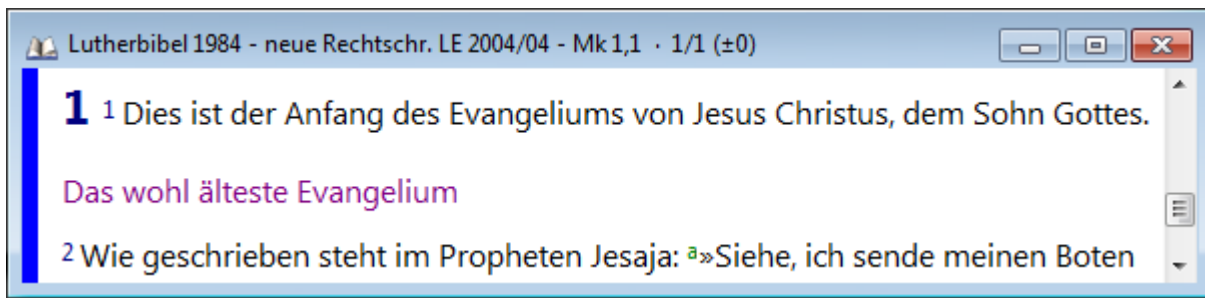 Lutherbibel 1984 - neue Rechtschr. LE 2004/04 - Mk 1,1 · 1/1 (±0)
1 1 Dies ist der Anfang des Evangeliums von Jesus Christus, dem Sohn Gottes.
Das wohl älteste Evangelium
2 Wie geschrieben steht im Propheten Jesaja: a»Siehe, ich sende meinen Boten